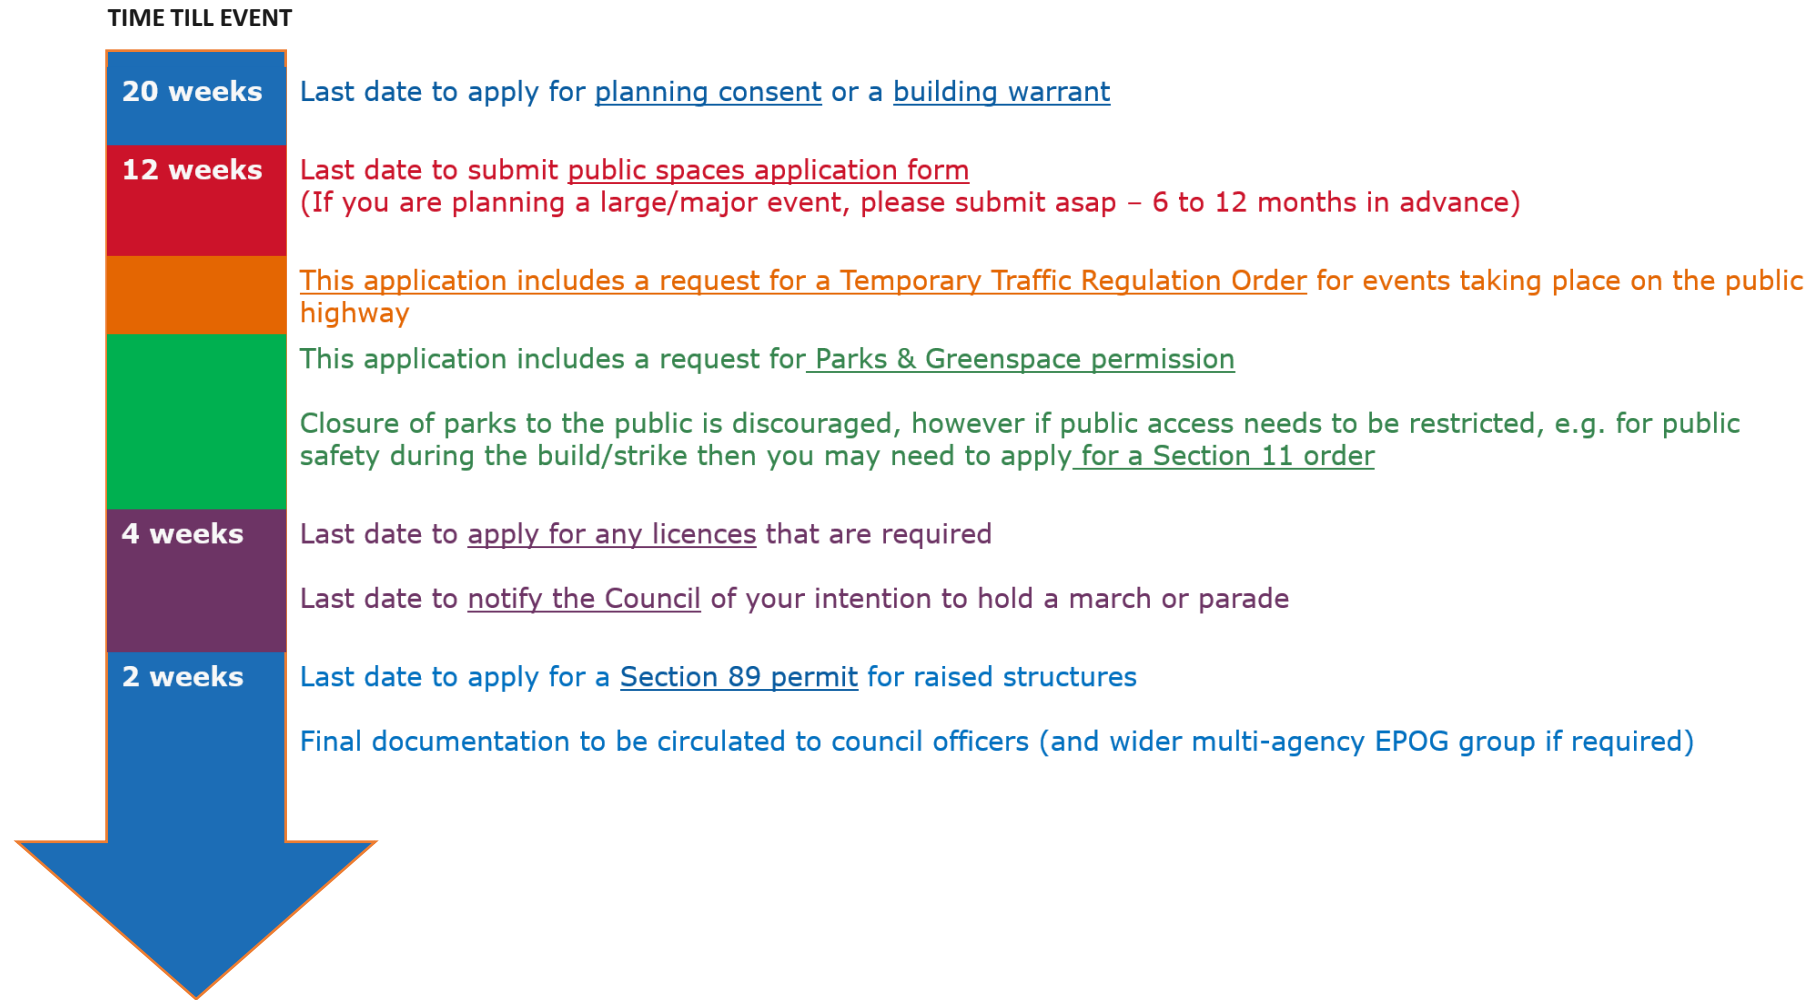 TIME TILL EVENT
20 weeks
Last date to apply for planning consent or a building warrant
12 weeks
Last date to submit public spaces application form
(If you are planning a large/major event, please submit asap – 6 to 12 months in advance)
This application includes a request for a Temporary Traffic Regulation Order for events taking place on the public
highway
This application includes a request for Parks & Greenspace permission
Closure of parks to the public is discouraged, however if public access needs to be restricted, e.g. for public
safety during the build/strike then you may need to apply for a Section 11 order
4 weeks
Last date to apply for any licences that are required
Last date to notify the Council of your intention to hold a march or parade
2 weeks
Last date to apply for a Section 89 permit for raised structures
Final documentation to be circulated to council officers (and wider multi-agency EPOG group if required)